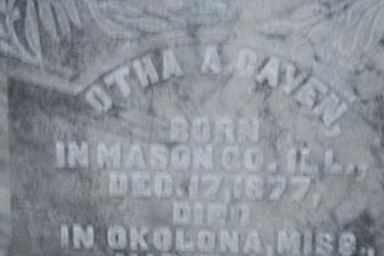 OTHA A. CAVEN,
BORN
IN MASON CO. ILL.,
DEC. 17, 1877,
DIED
IN OKOLONA, MISS.,